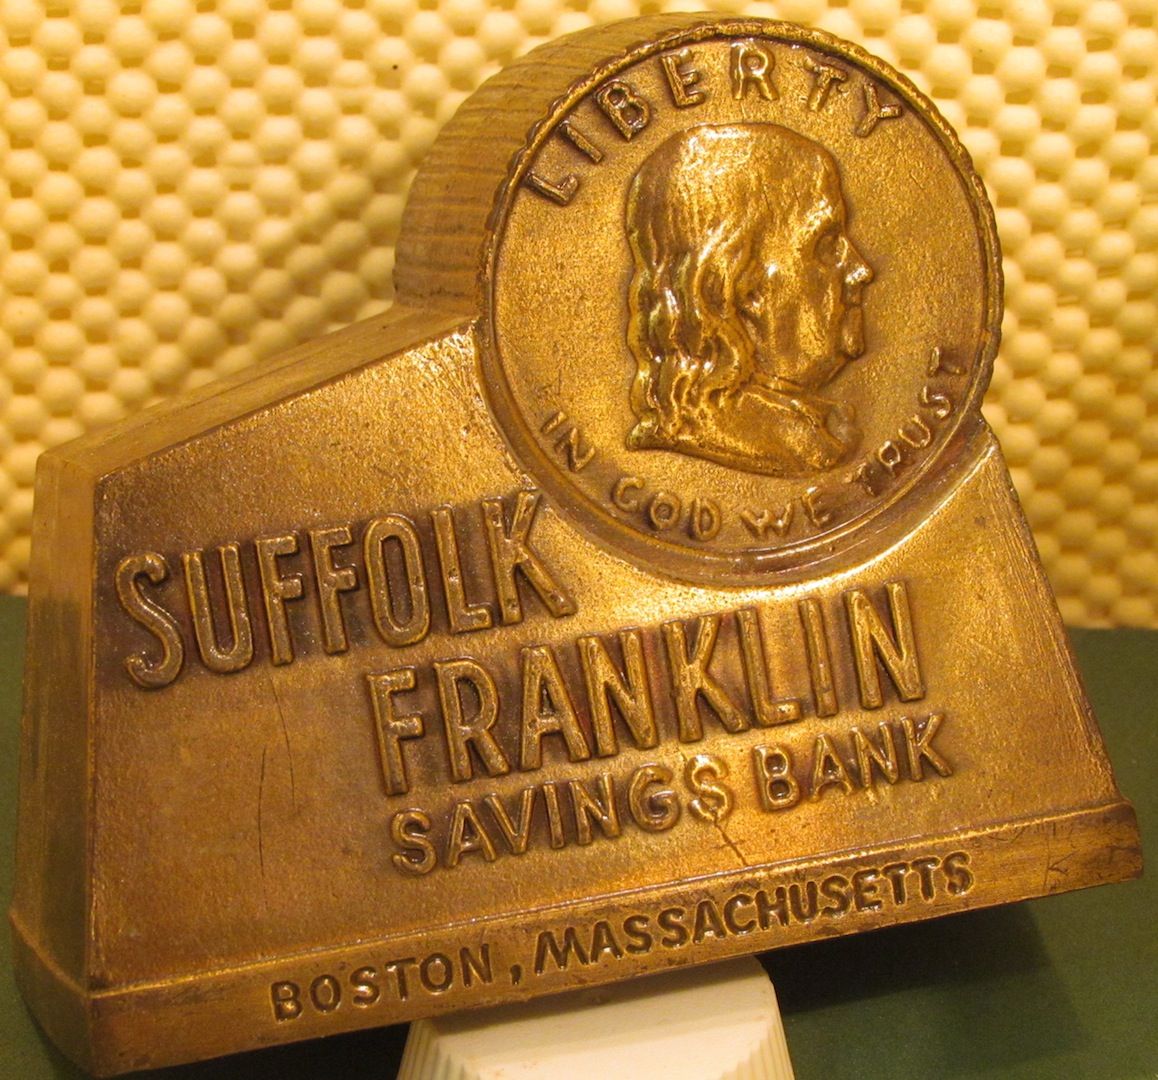 LIBERTY
IN GOD WE TRUST
SUFFOLK
FRANKLIN
SAVINGS BANK
BOSTON, MASSACHUSETTS